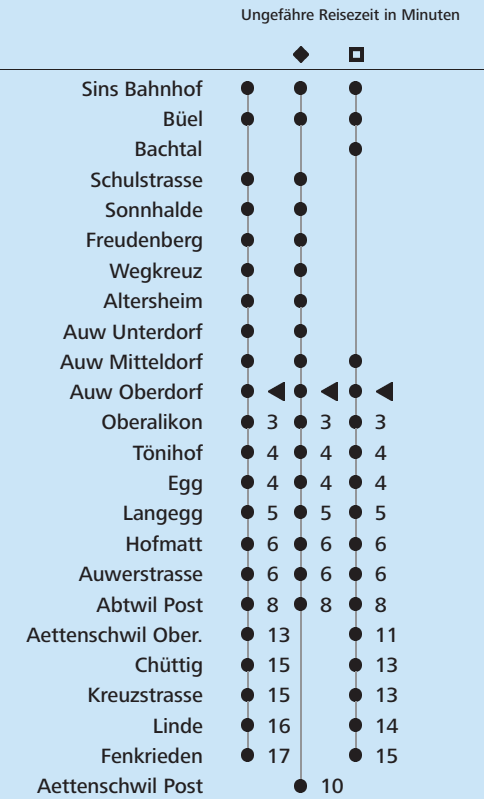 Ungefähre Reisezeit in Minuten
Sins Bahnhof
Büel
Bachtal
Schulstrasse
Sonnhalde
Freudenberg
Wegkreuz
Altersheim
Auw Unterdorf
Auw Mitteldorf
Auw Oberdorf
Oberalikon 3 3 3
Tönihof 4 4 4
Egg 4 4 4
Langegg 5 5 5
Hofmatt 6 6 6
Auwerstrasse 6 6 6
Abtwil Post 8 8 8
Aettenschwil Ober. 13 11
Chüttig 15 13
Kreuzstrasse 15 13
Linde 16 14
Fenkrieden 17 15
Aettenschwil Post 10